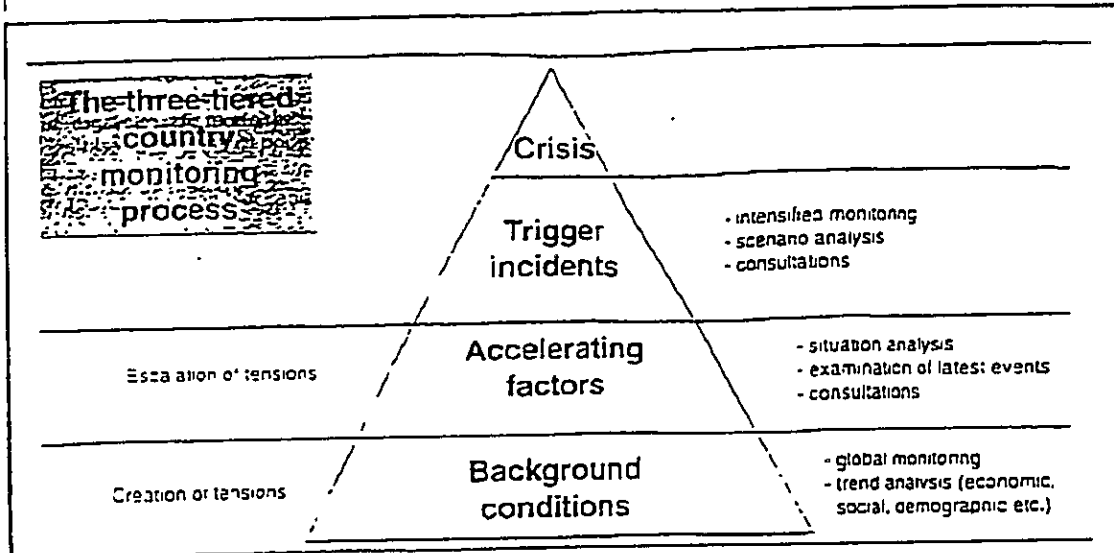 The three-tiered
country
monitoring
process
Crisis
Trigger
incidents
- intensified monitoring
- scenario analysis
- consultations
Escalation of tensions
Accelerating
factors
- situation analysis
- examination of latest events
- consultations
Creation of tensions
Background
conditions
- global monitoring
- trend analysis (economic,
social, demographic etc.)